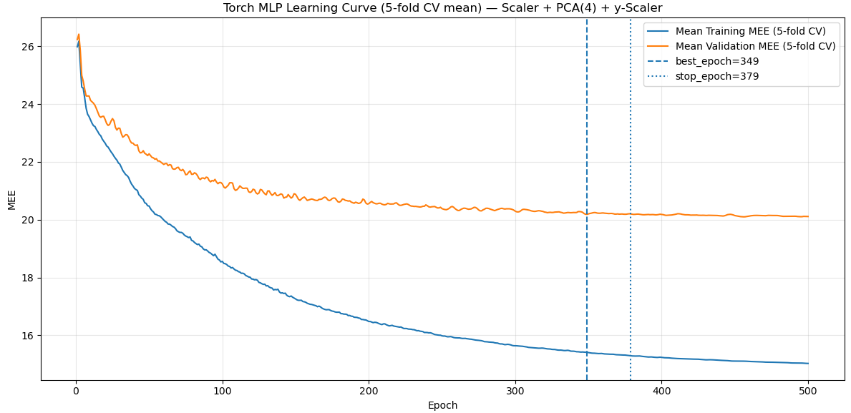 Torch MLP Learning Curve (5-fold CV mean) — Scaler + PCA(4) + y-Scaler
Mean Training MEE (5-fold CV)
Mean Validation MEE (5-fold CV)
best_epoch=349
stop_epoch=379
MEE
26
24
22
20
18
16
0
100
200
300
400
500
Epoch